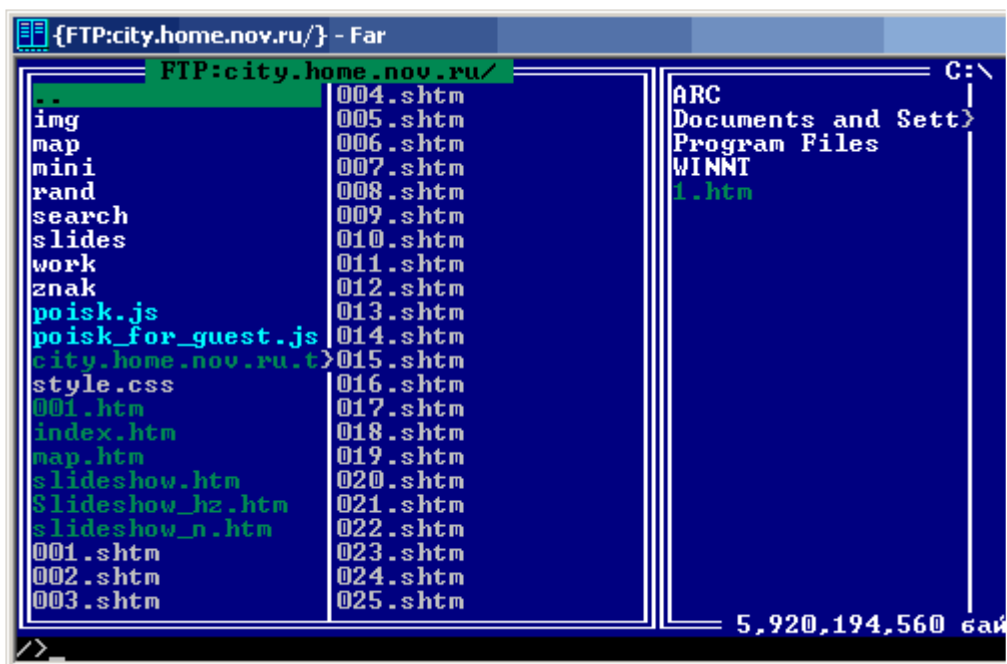 {FTP:city.home.nov.ru/} - Far
FTP:city.home.nov.ru/
..
img
map
mini
rand
search
slides
work
znak
poisk.js
poisk_for_guest.js
city.home.nov.ru.t}
style.css
001.htm
index.htm
map.htm
slideshow.htm
Slideshow_hz.htm
slideshow_n.htm
001.shtm
002.shtm
003.shtm
004.shtm
005.shtm
006.shtm
007.shtm
008.shtm
009.shtm
010.shtm
011.shtm
012.shtm
013.shtm
014.shtm
015.shtm
016.shtm
017.shtm
018.shtm
019.shtm
020.shtm
021.shtm
022.shtm
023.shtm
024.shtm
025.shtm
C:\
ARC
Documents and Sett}
Program Files
WINNT
1.htm
5,920,194,560 бай
/>_